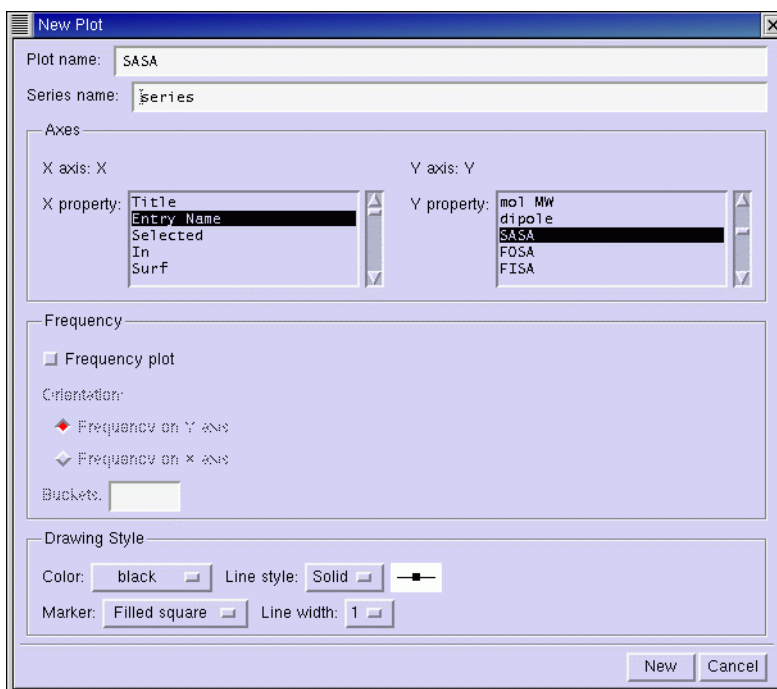 New Plot
Plot name: SASA
Series name: series
Axes
X axis: X Y axis: Y
X property: Title
Entry Name
Selected
In
Surf
Y property: mol MW
dipole
SASA
FOSA
FISA
Frequency
Frequency plot
Orientation:
Frequency on Y axis
Frequency on x axis
Buckets:
Drawing Style
Color: black Line style: Solid
Marker: Filled square Line width: 1
New Cancel